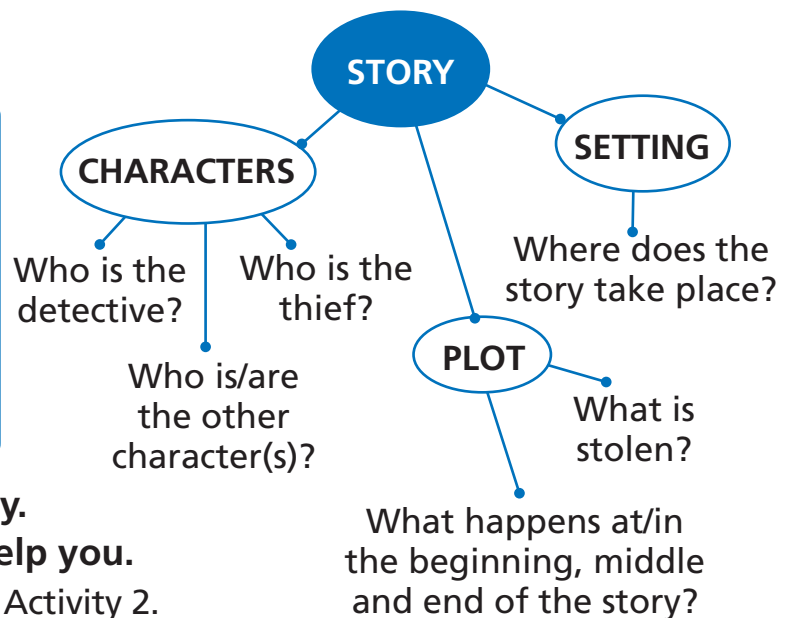 STORY
CHARACTERS
SETTING
Who is the
detective?
Who is the
thief?
Where does the
story take place?
Who is/are
the other
character(s)?
PLOT
What is
stolen?
What happens at/in
the beginning, middle
and end of the story?
y.
elp you.
Activity 2.